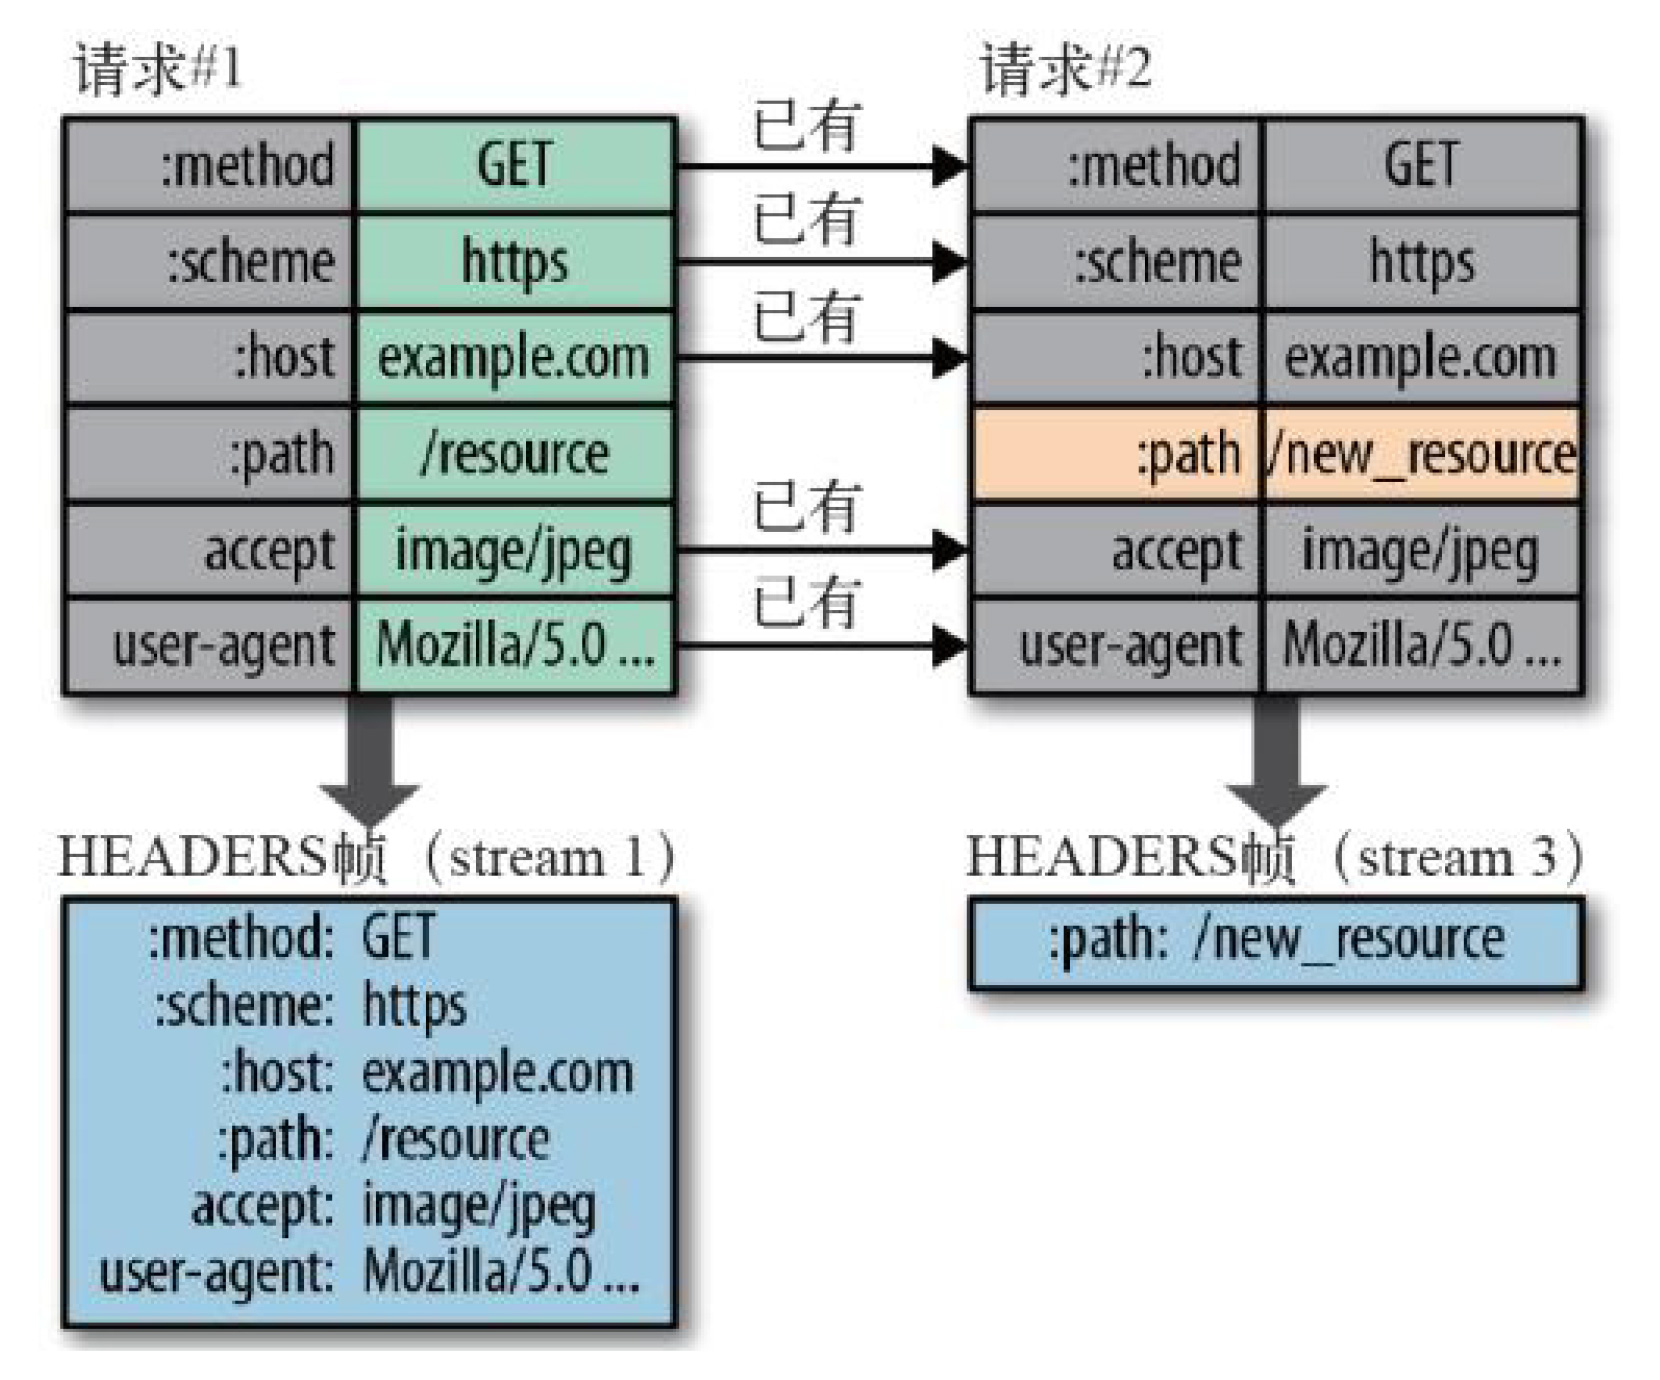 请求#1
:method GET
:scheme https
:host example.com
:path /resource
accept image/jpeg
user-agent Mozilla/5.0 ...
已有
已有
已有
已有
已有
请求#2
:method GET
:scheme https
:host example.com
:path /new_resource
accept image/jpeg
user-agent Mozilla/5.0 ...
HEADERS帧（stream 1）
:method: GET
:scheme: https
:host: example.com
:path: /resource
accept: image/jpeg
user-agent: Mozilla/5.0 ...
HEADERS帧（stream 3）
:path: /new_resource